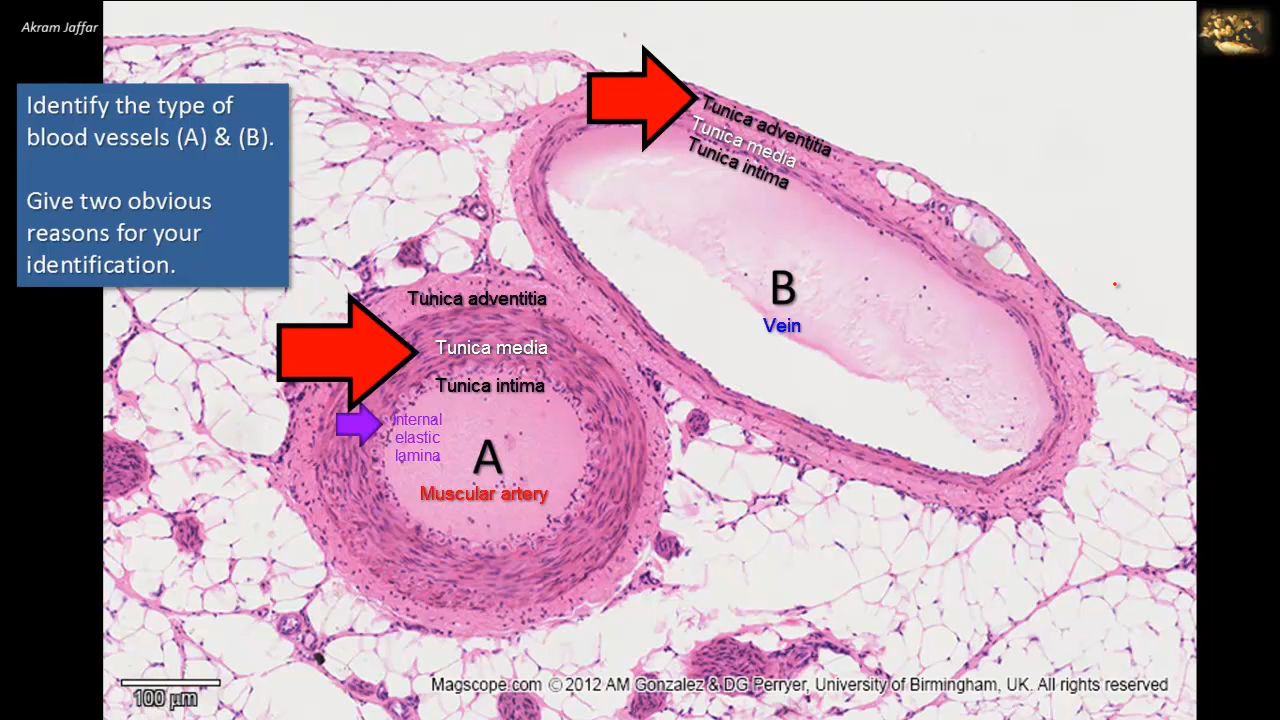 Akram Jaffar
Identify the type of
blood vessels (A) & (B).
Give two obvious
reasons for your
identification.
Tunica adventitia
Tunica media
Tunica intima
B
Vein
Tunica adventitia
Tunica media
Tunica intima
internal
elastic
lamina
A
Muscular artery
100 µm
Magscope.com © 2012 AM Gonzalez & DG Perryer, University of Birmingham, UK. All rights reserved